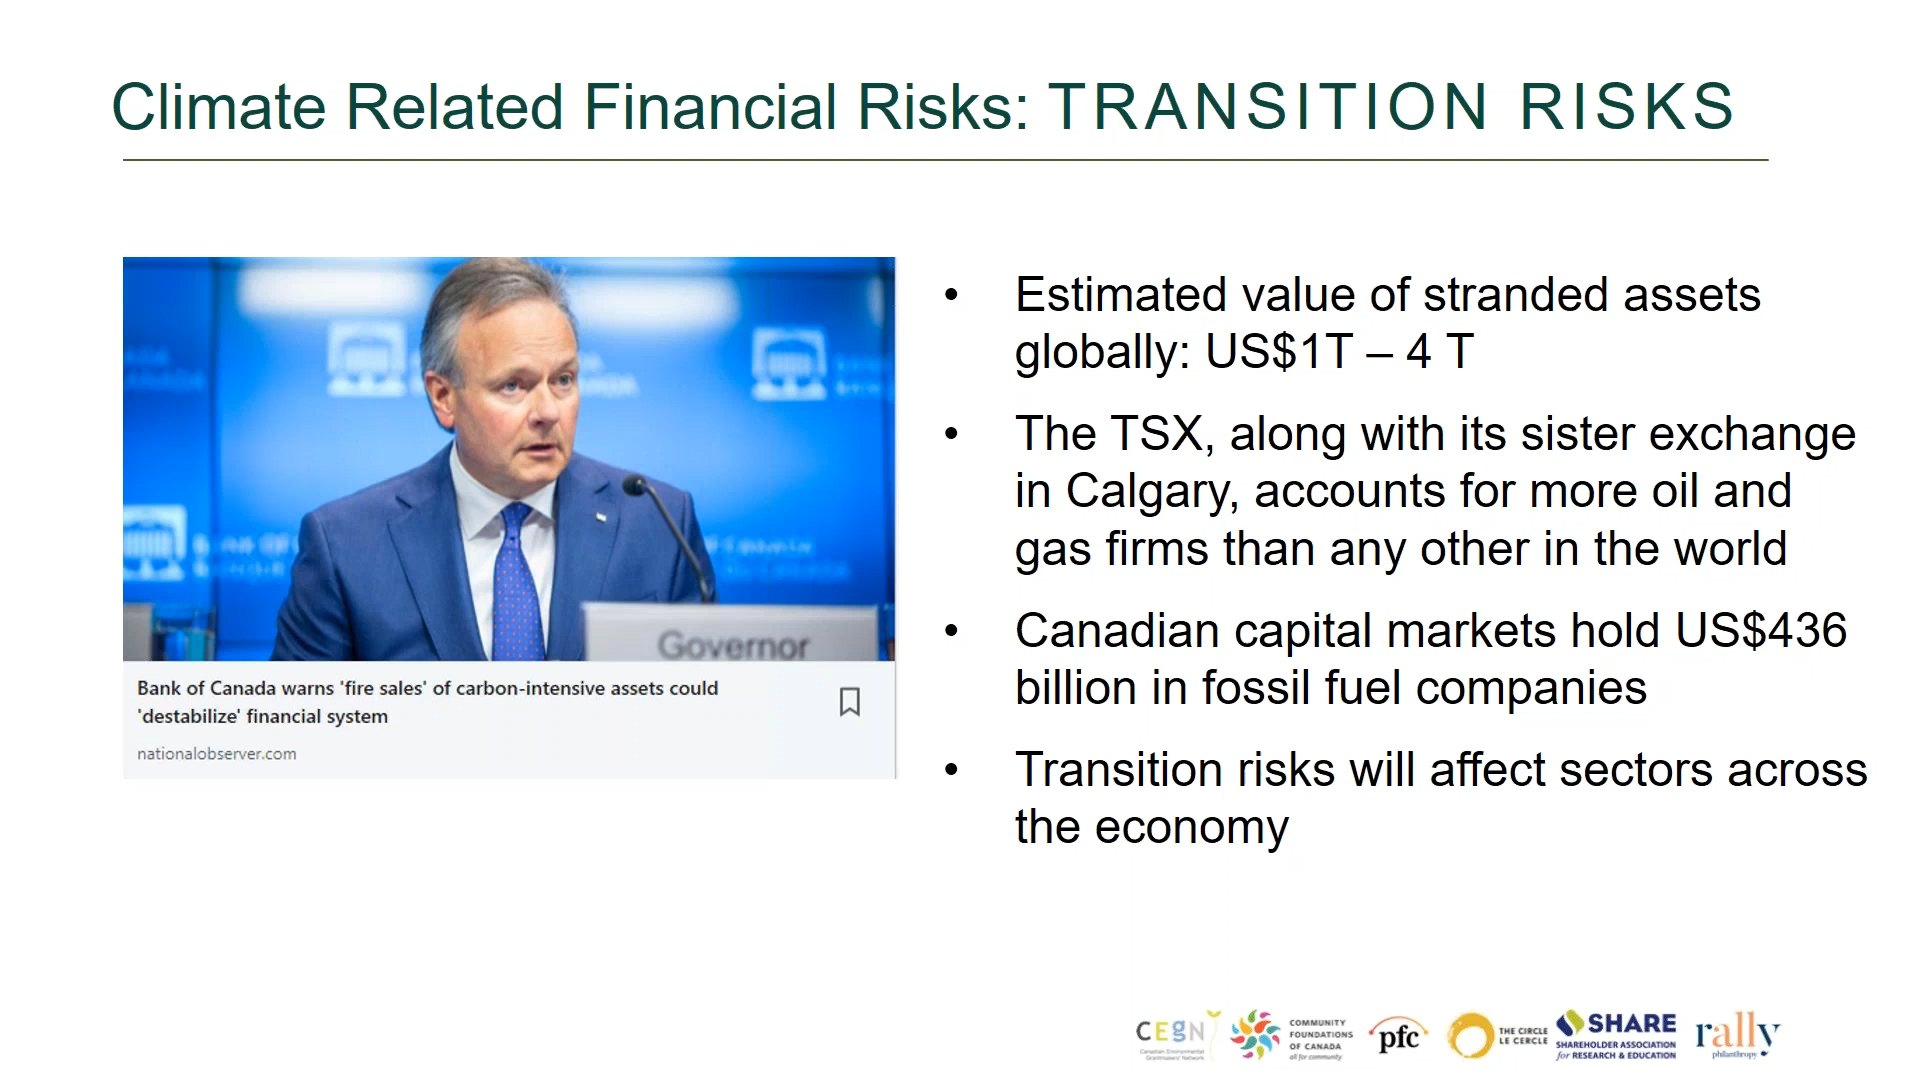 Climate Related Financial Risks: TRANSITION RISKS
Governor
Bank of Canada warns 'fire sales' of carbon-intensive assets could
'destabilize' financial system
nationalobserver.com
• Estimated value of stranded assets
globally: US$1T – 4 T
• The TSX, along with its sister exchange
in Calgary, accounts for more oil and
gas firms than any other in the world
• Canadian capital markets hold US$436
billion in fossil fuel companies
• Transition risks will affect sectors across
the economy
CEGN
Canadian Environmental
Grantmakers' Network
COMMUNITY
FOUNDATIONS
OF CANADA
all for community
pfc
THE CIRCLE
LE CERCLE
SHARE
SHAREHOLDER ASSOCIATION
for RESEARCH & EDUCATION
rally
philanthropy